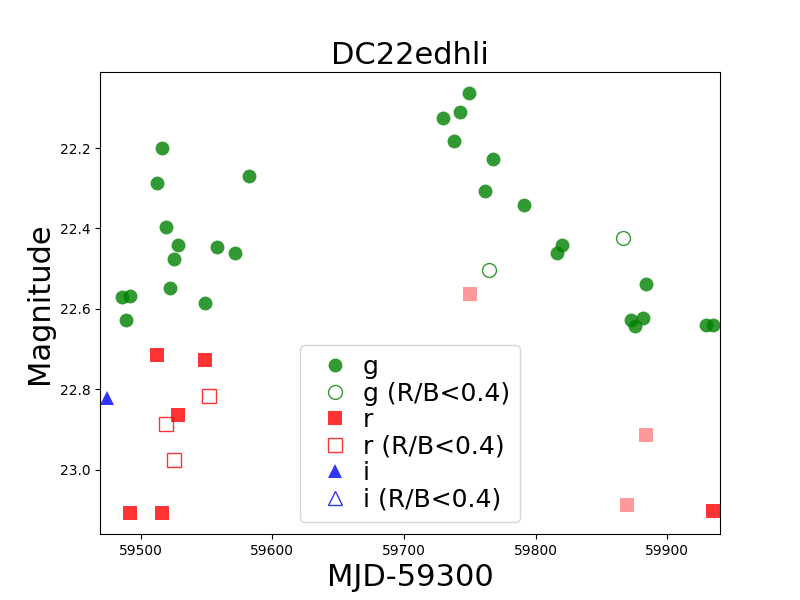 DC22edhli
Magnitude
22.2
22.4
22.6
22.8
23.0
g
g (R/B<0.4)
r
r (R/B<0.4)
i
i (R/B<0.4)
59500
59600
59700
59800
59900
MJD-59300